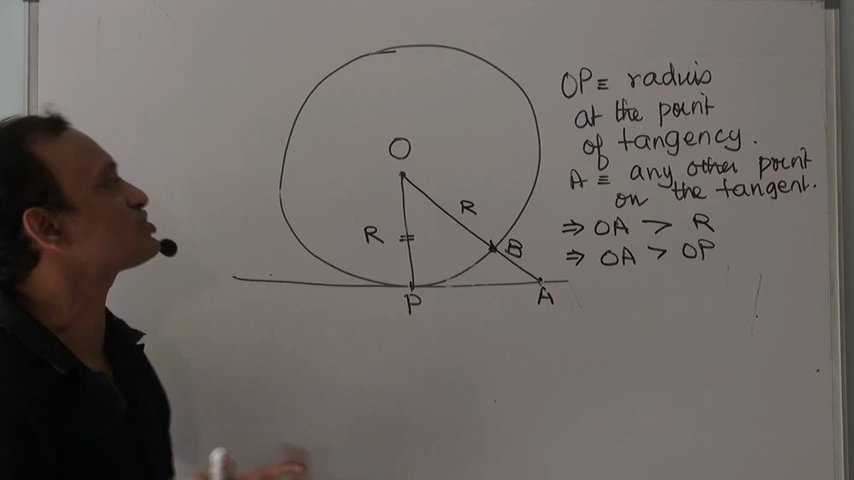 O
R
R
B
P
A
OP ≡ radius
at the point
of tangency.
A ≡ any other point
on the tangent.
⇒ OA > R
⇒ OA > OP